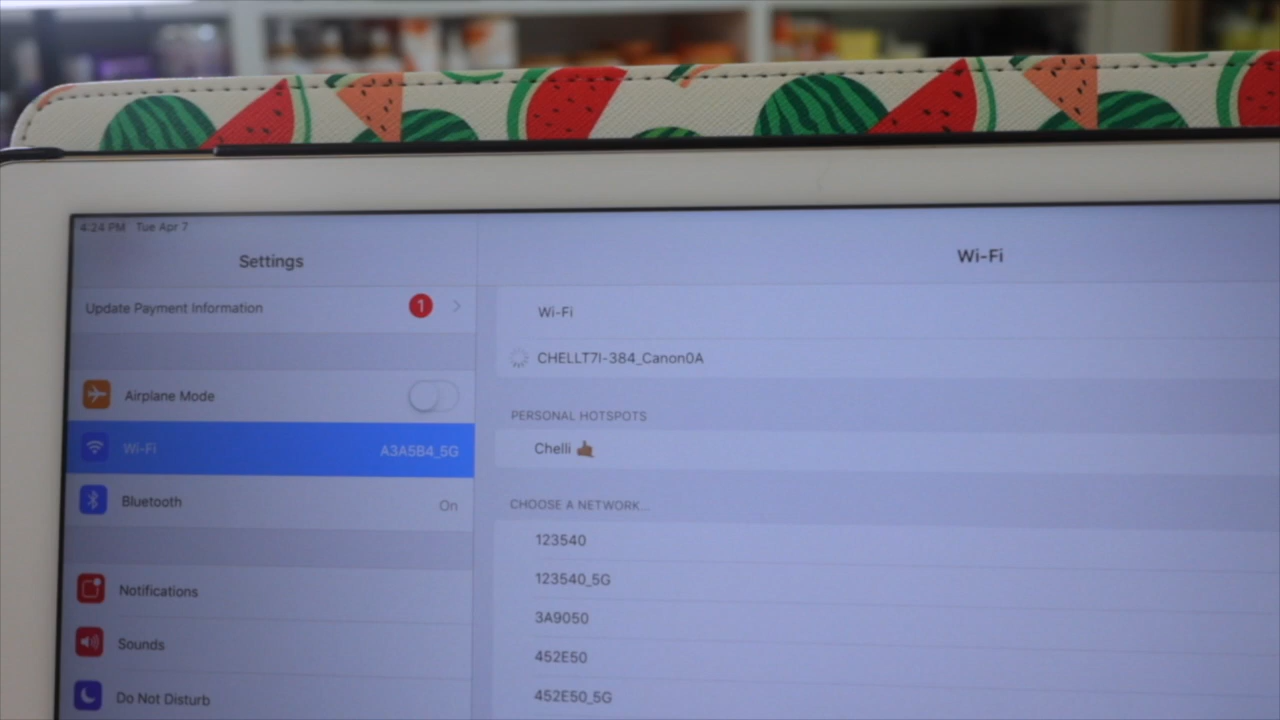 4:24 PM Tue Apr 7
Settings
Update Payment Information 1
Airplane Mode
Wi-Fi A3A5B4_5G
Bluetooth On
Notifications
Sounds
Do Not Disturb
Wi-Fi
Wi-Fi
CHELLT7I-384_Canon0A
PERSONAL HOTSPOTS
Chelli 🤙🏾
CHOOSE A NETWORK...
123540
123540_5G
3A9050
452E50
452E50_5G